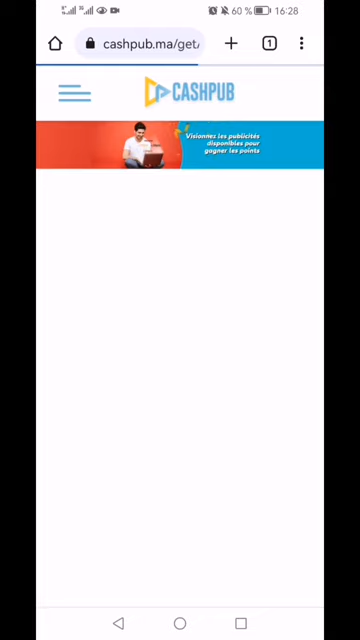 60 % 16:28
cashpub.ma/get/
1
CASHPUB
Visionnez les publicités
disponibles pour
gagner les points